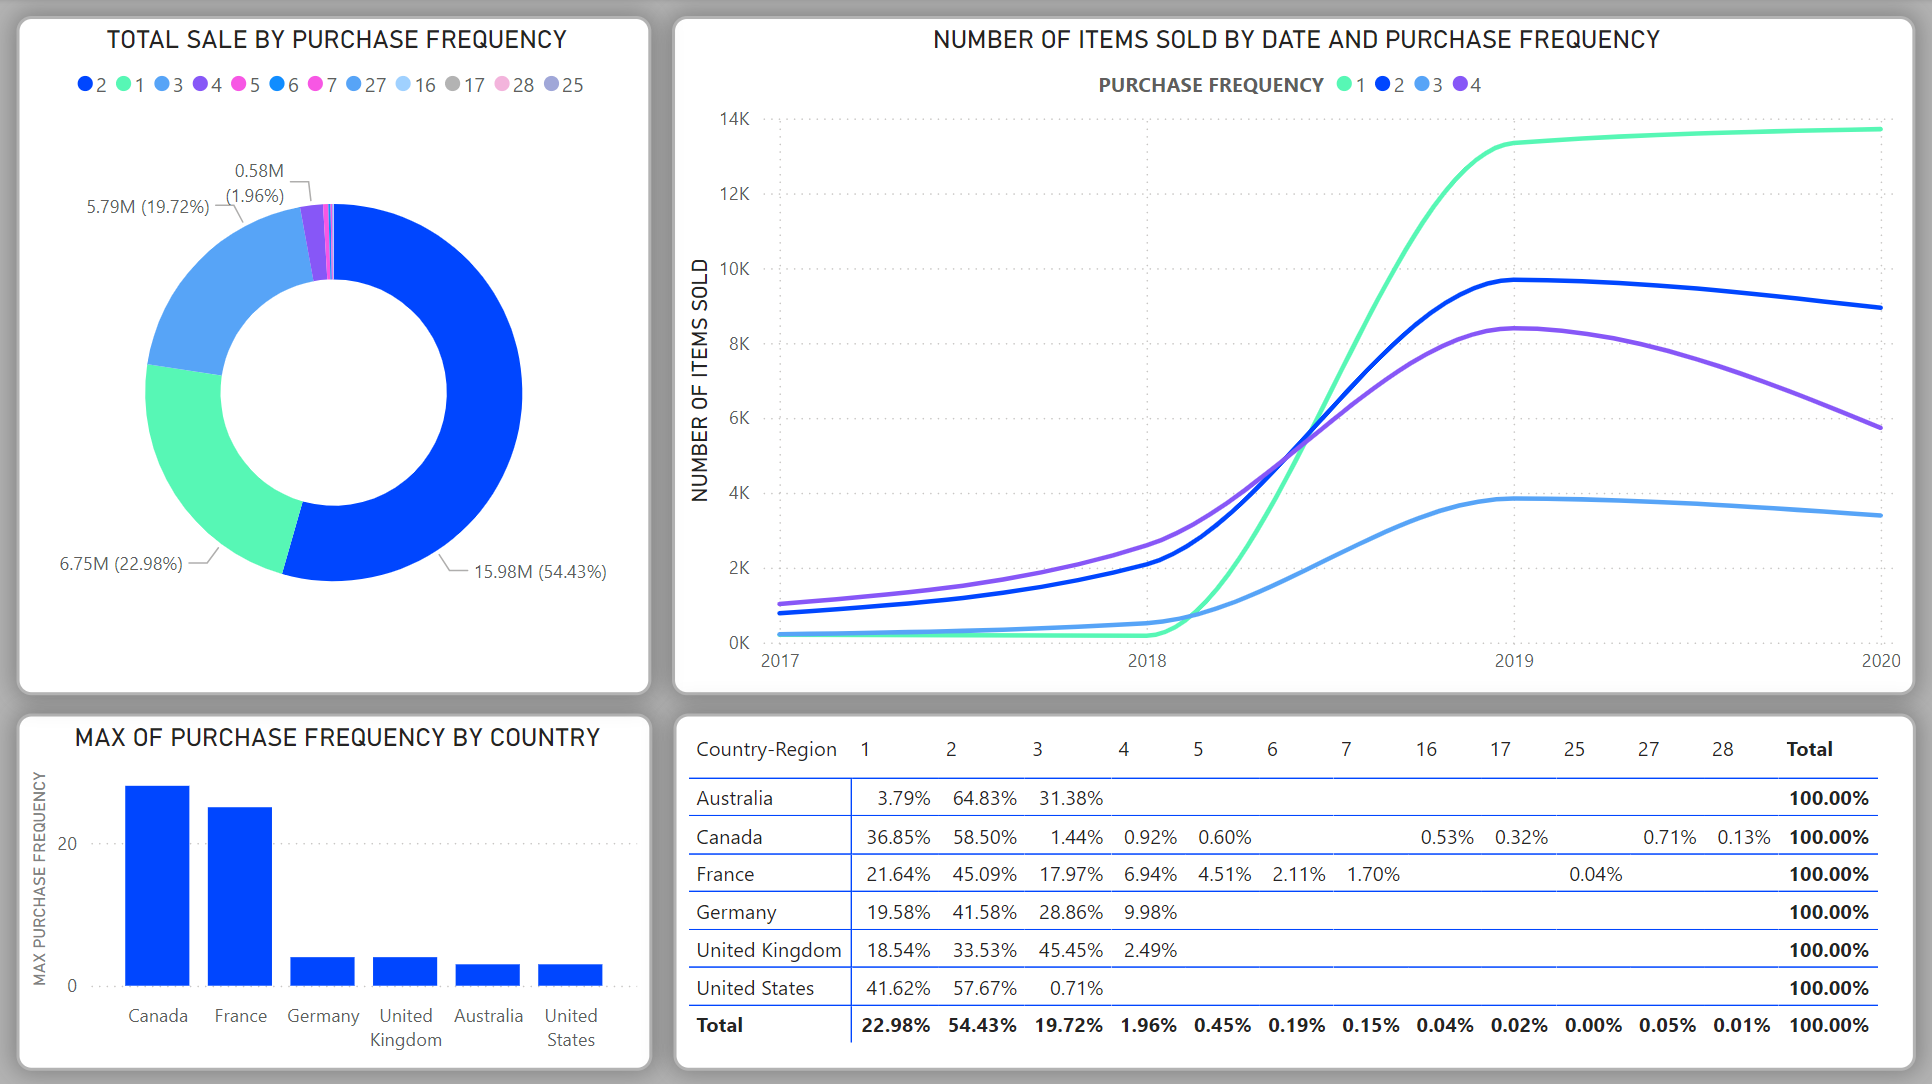 TOTAL SALE BY PURCHASE FREQUENCY
2 1 3 4 5 6 7 27 16 17 28 25
0.58M
(1.96%)
5.79M (19.72%)
6.75M (22.98%)
15.98M (54.43%)
NUMBER OF ITEMS SOLD BY DATE AND PURCHASE FREQUENCY
PURCHASE FREQUENCY 1 2 3 4
NUMBER OF ITEMS SOLD
14K
12K
10K
8K
6K
4K
2K
0K
2017 2018 2019 2020
MAX OF PURCHASE FREQUENCY BY COUNTRY
MAX PURCHASE FREQUENCY
20
0
Canada France Germany United Kingdom Australia United States
Country-Region 1 2 3 4 5 6 7 16 17 25 27 28 Total
Australia 3.79% 64.83% 31.38% 100.00%
Canada 36.85% 58.50% 1.44% 0.92% 0.60% 0.53% 0.32% 0.71% 0.13% 100.00%
France 21.64% 45.09% 17.97% 6.94% 4.51% 2.11% 1.70% 0.04% 100.00%
Germany 19.58% 41.58% 28.86% 9.98% 100.00%
United Kingdom 18.54% 33.53% 45.45% 2.49% 100.00%
United States 41.62% 57.67% 0.71% 100.00%
Total 22.98% 54.43% 19.72% 1.96% 0.45% 0.19% 0.15% 0.04% 0.02% 0.00% 0.05% 0.01% 100.00%